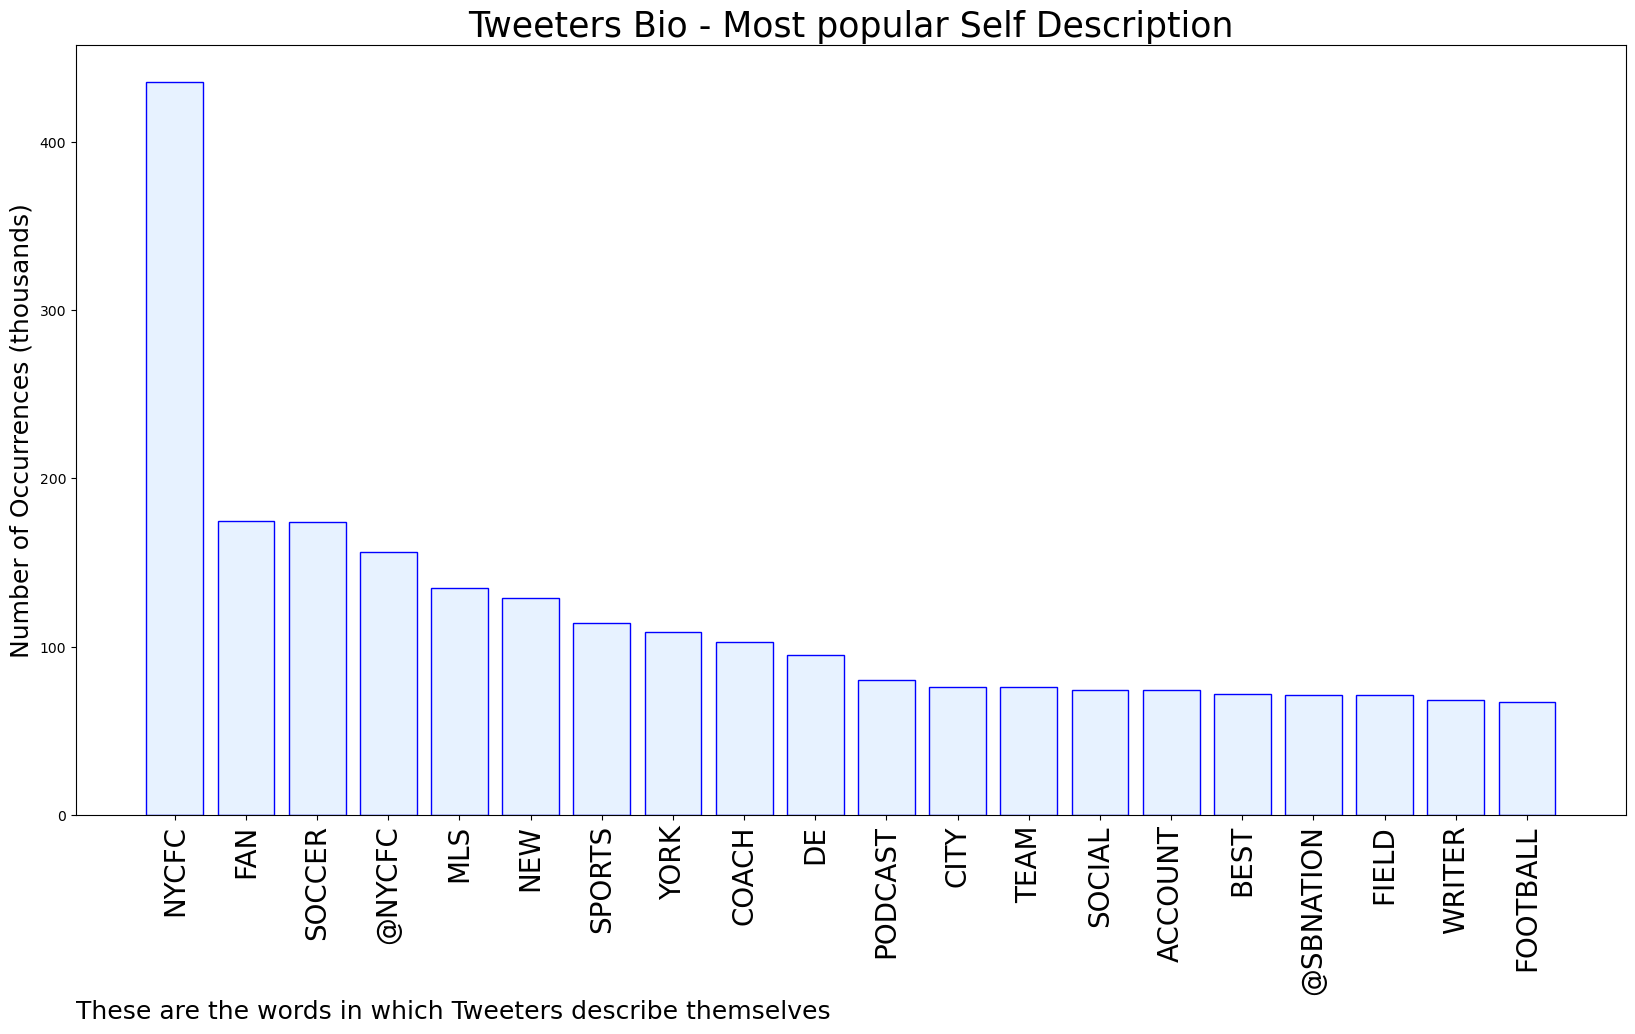 Tweeters Bio - Most popular Self Description
Number of Occurrences (thousands)
400
300
200
100
0
NYCFC
FAN
SOCCER
@NYCFC
MLS
NEW
SPORTS
YORK
COACH
DE
PODCAST
CITY
TEAM
SOCIAL
ACCOUNT
BEST
@SBNATION
FIELD
WRITER
FOOTBALL
These are the words in which Tweeters describe themselves